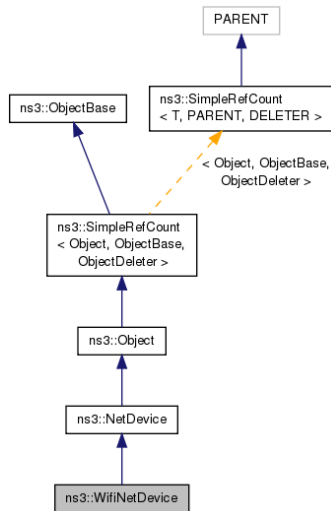 PARENT
ns3::SimpleRefCount
< T, PARENT, DELETER >
ns3::ObjectBase
< Object, ObjectBase,
ObjectDeleter >
ns3::SimpleRefCount
< Object, ObjectBase,
ObjectDeleter >
ns3::Object
ns3::NetDevice
ns3::WifiNetDevice